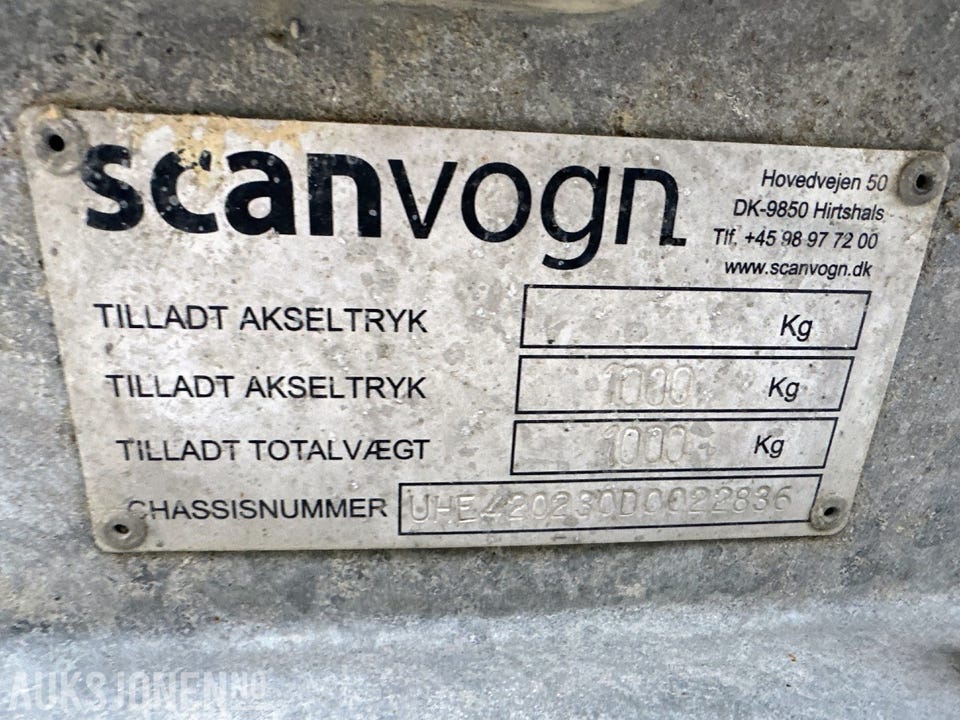 scanvogn
Hovedvejen 50
DK-9850 Hirtshals
Tlf. +45 98 97 72 00
www.scanvogn.dk
TILLADT AKSELTRYK Kg
TILLADT AKSELTRYK 1000 Kg
TILLADT TOTALVÆGT 1000 Kg
CHASSISNUMMER UHE420230D0022836
AUKSJONEN.NO